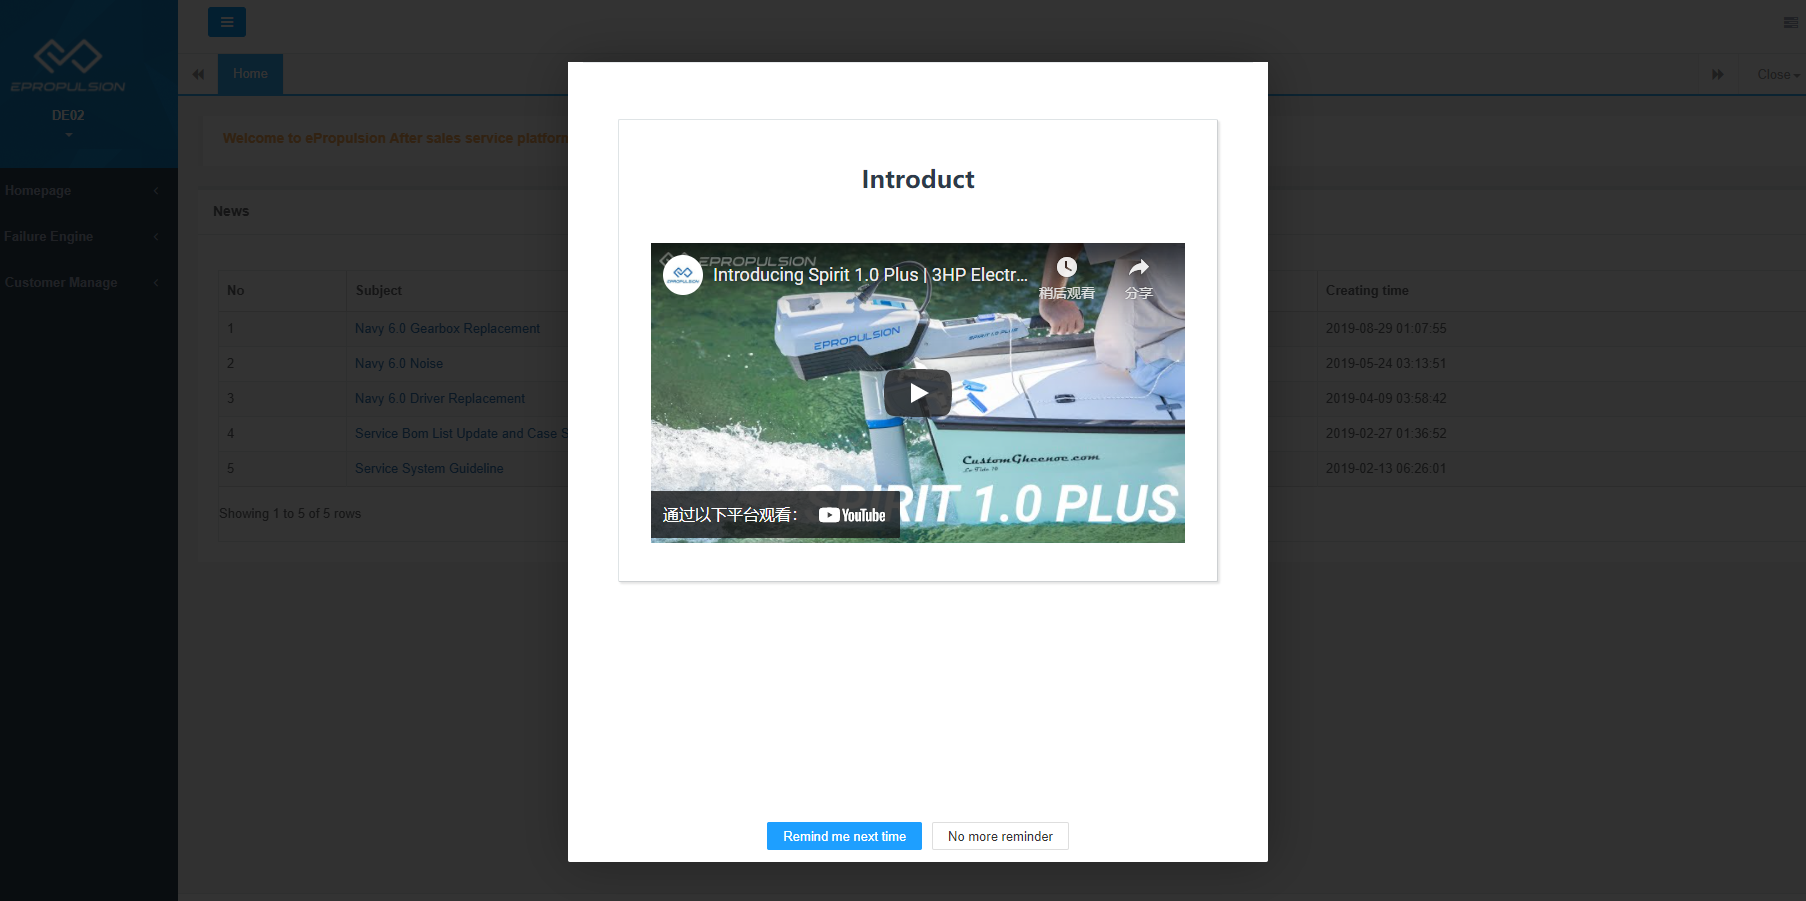 EPROPULSION
DE02
Homepage
Failure Engine
Customer Manage
Home
Close
Welcome to ePropulsion After sales service platform
News
No Subject Creating time
1 Navy 6.0 Gearbox Replacement 2019-08-29 01:07:55
2 Navy 6.0 Noise 2019-05-24 03:13:51
3 Navy 6.0 Driver Replacement 2019-04-09 03:58:42
4 Service Bom List Update and Case S 2019-02-27 01:36:52
5 Service System Guideline 2019-02-13 06:26:01
Showing 1 to 5 of 5 rows
Introduct
EPROPULSION
Introducing Spirit 1.0 Plus | 3HP Electr...
稍后观看
分享
EPROPULSION
SPIRIT 1.0 PLUS
CustomGheenoe.com
SPIRIT 1.0 PLUS
通过以下平台观看：
YouTube
Remind me next time
No more reminder